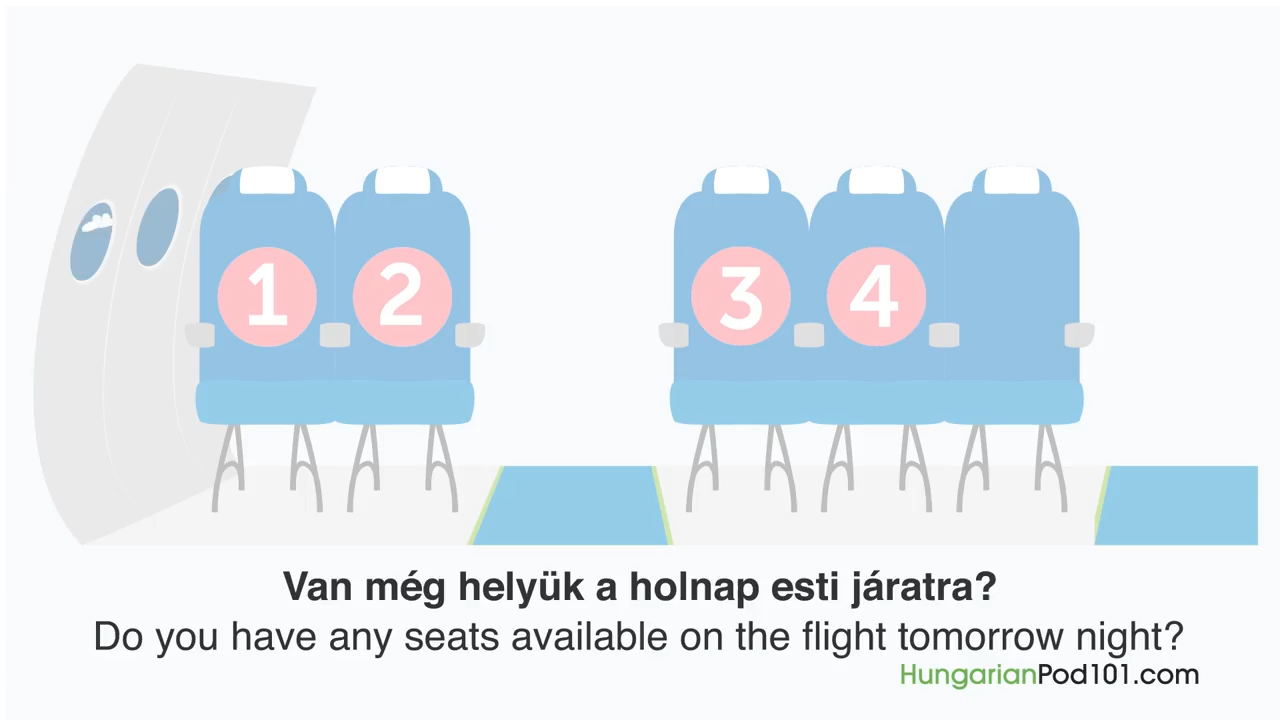 1 2 3 4
Van még helyük a holnap esti járatra?
Do you have any seats available on the flight tomorrow night?
HungarianPod101.com